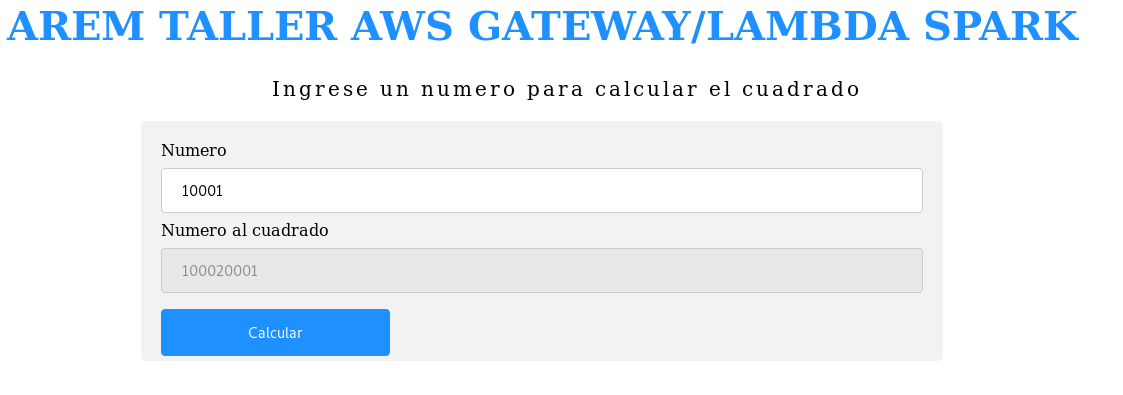 AREM TALLER AWS GATEWAY/LAMBDA SPARK
Ingrese un numero para calcular el cuadrado
Numero
10001
Numero al cuadrado
100020001
Calcular